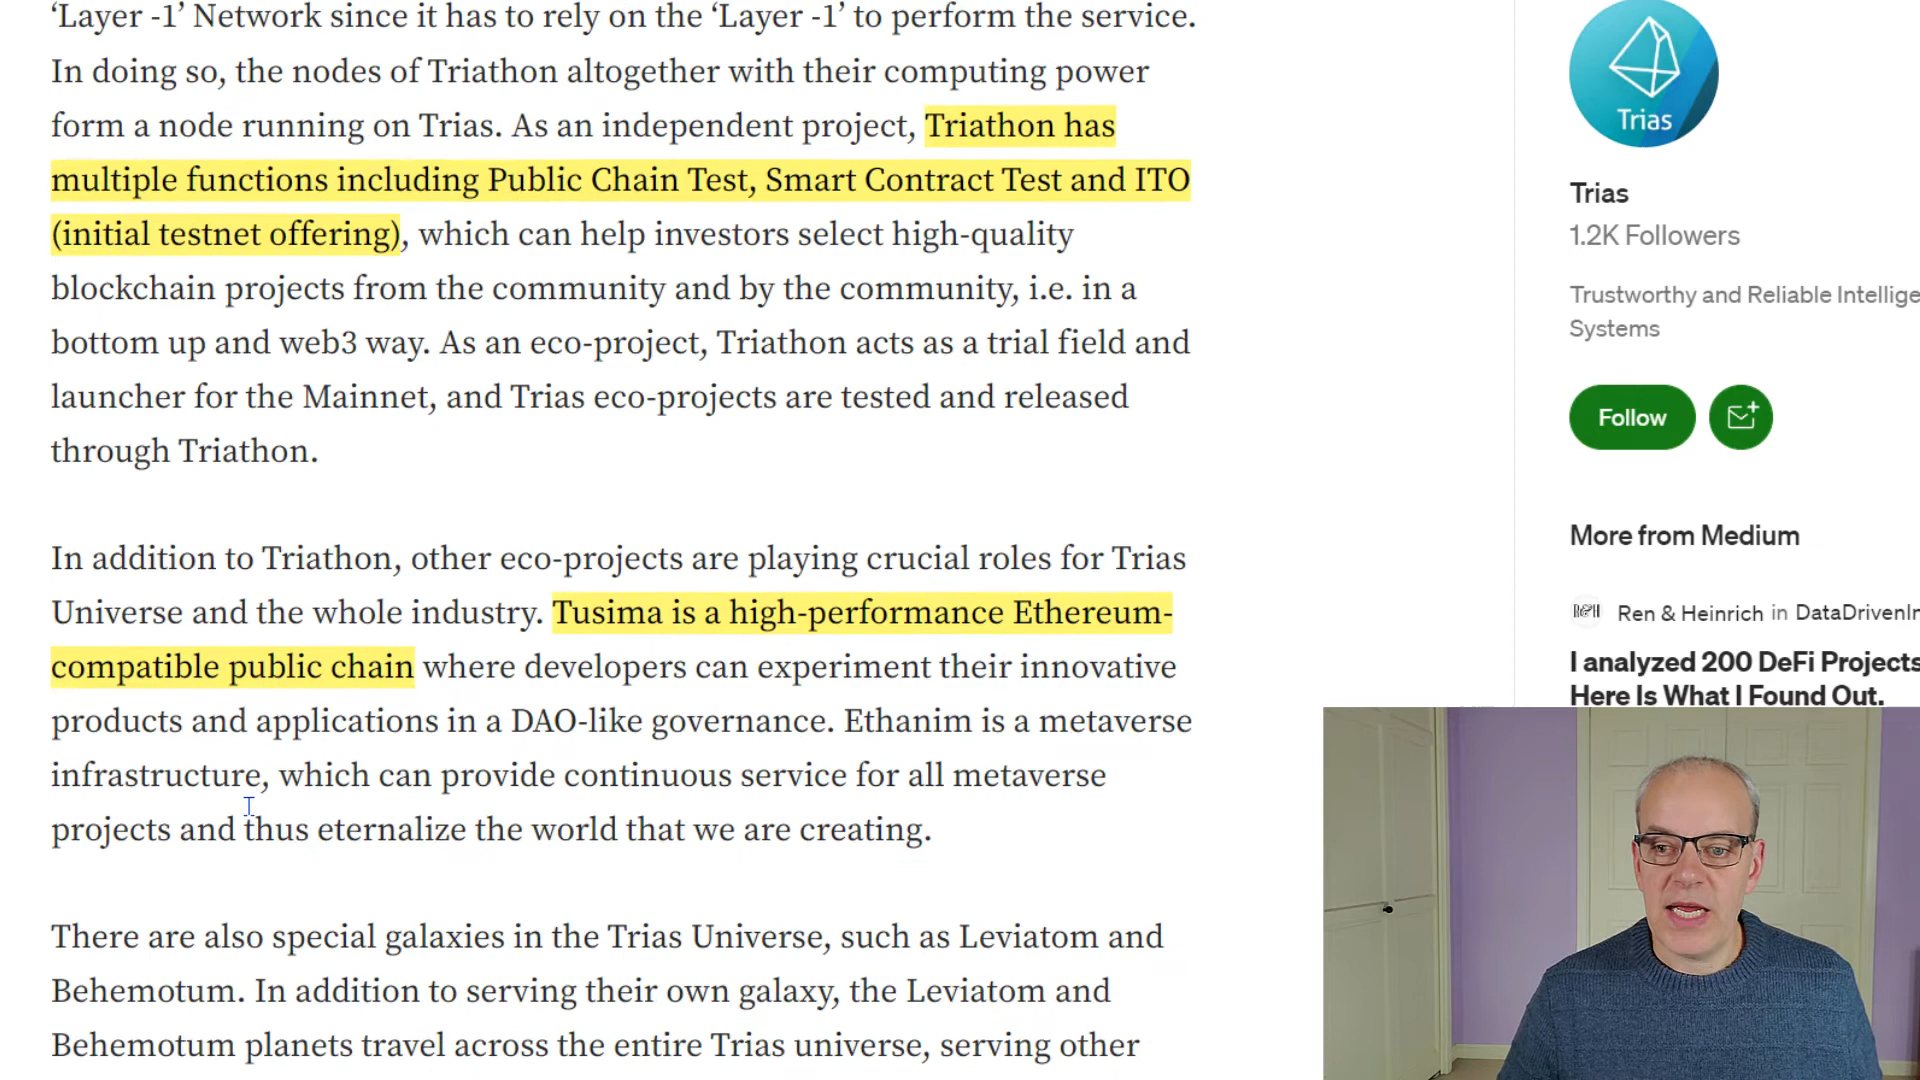 ‘Layer -1’ Network since it has to rely on the ‘Layer -1’ to perform the service.
In doing so, the nodes of Triathon altogether with their computing power
form a node running on Trias. As an independent project, Triathon has
multiple functions including Public Chain Test, Smart Contract Test and ITO
(initial testnet offering), which can help investors select high-quality
blockchain projects from the community and by the community, i.e. in a
bottom up and web3 way. As an eco-project, Triathon acts as a trial field and
launcher for the Mainnet, and Trias eco-projects are tested and released
through Triathon.
In addition to Triathon, other eco-projects are playing crucial roles for Trias
Universe and the whole industry. Tusima is a high-performance Ethereum-
compatible public chain where developers can experiment their innovative
products and applications in a DAO-like governance. Ethanim is a metaverse
infrastructure, which can provide continuous service for all metaverse
projects and thus eternalize the world that we are creating.
There are also special galaxies in the Trias Universe, such as Leviatom and
Behemotum. In addition to serving their own galaxy, the Leviatom and
Behemotum planets travel across the entire Trias universe, serving other
Trias
Trias
1.2K Followers
Trustworthy and Reliable Intellige
Systems
Follow
More from Medium
R&H Ren & Heinrich in DataDrivenIn
I analyzed 200 DeFi Projects
Here Is What I Found Out.